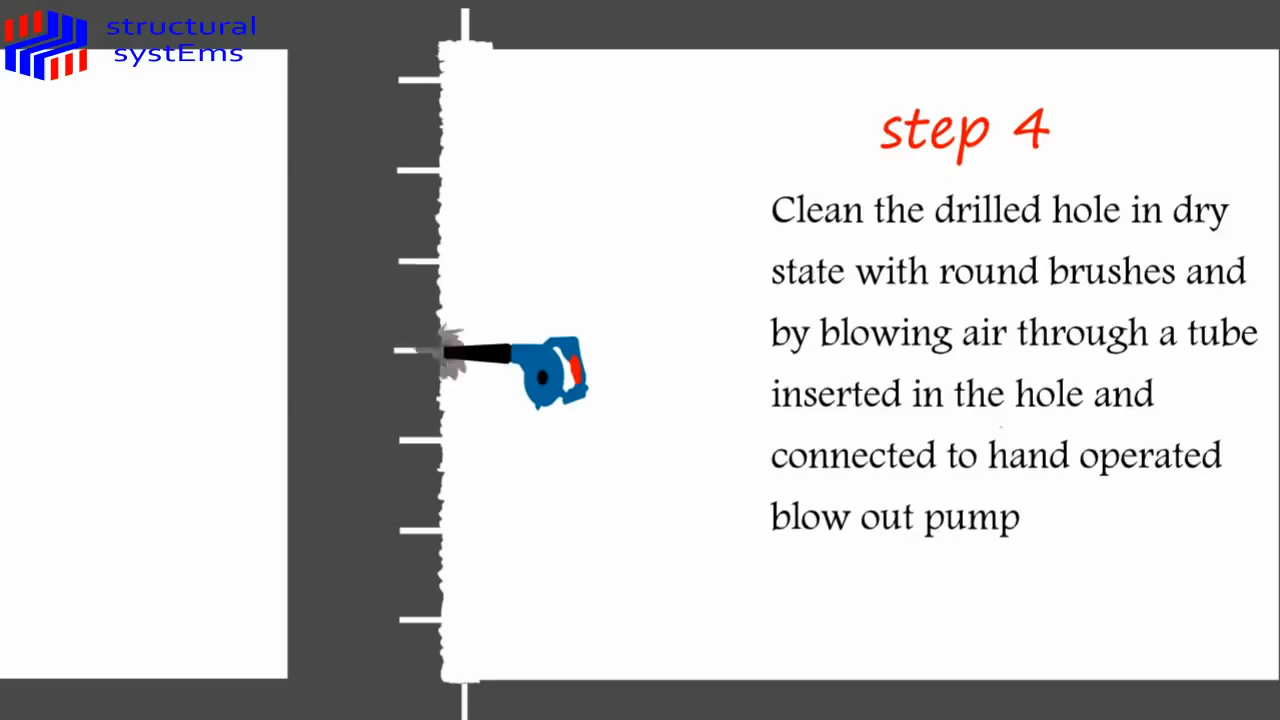 structural
systEms
step 4
Clean the drilled hole in dry
state with round brushes and
by blowing air through a tube
inserted in the hole and
connected to hand operated
blow out pump